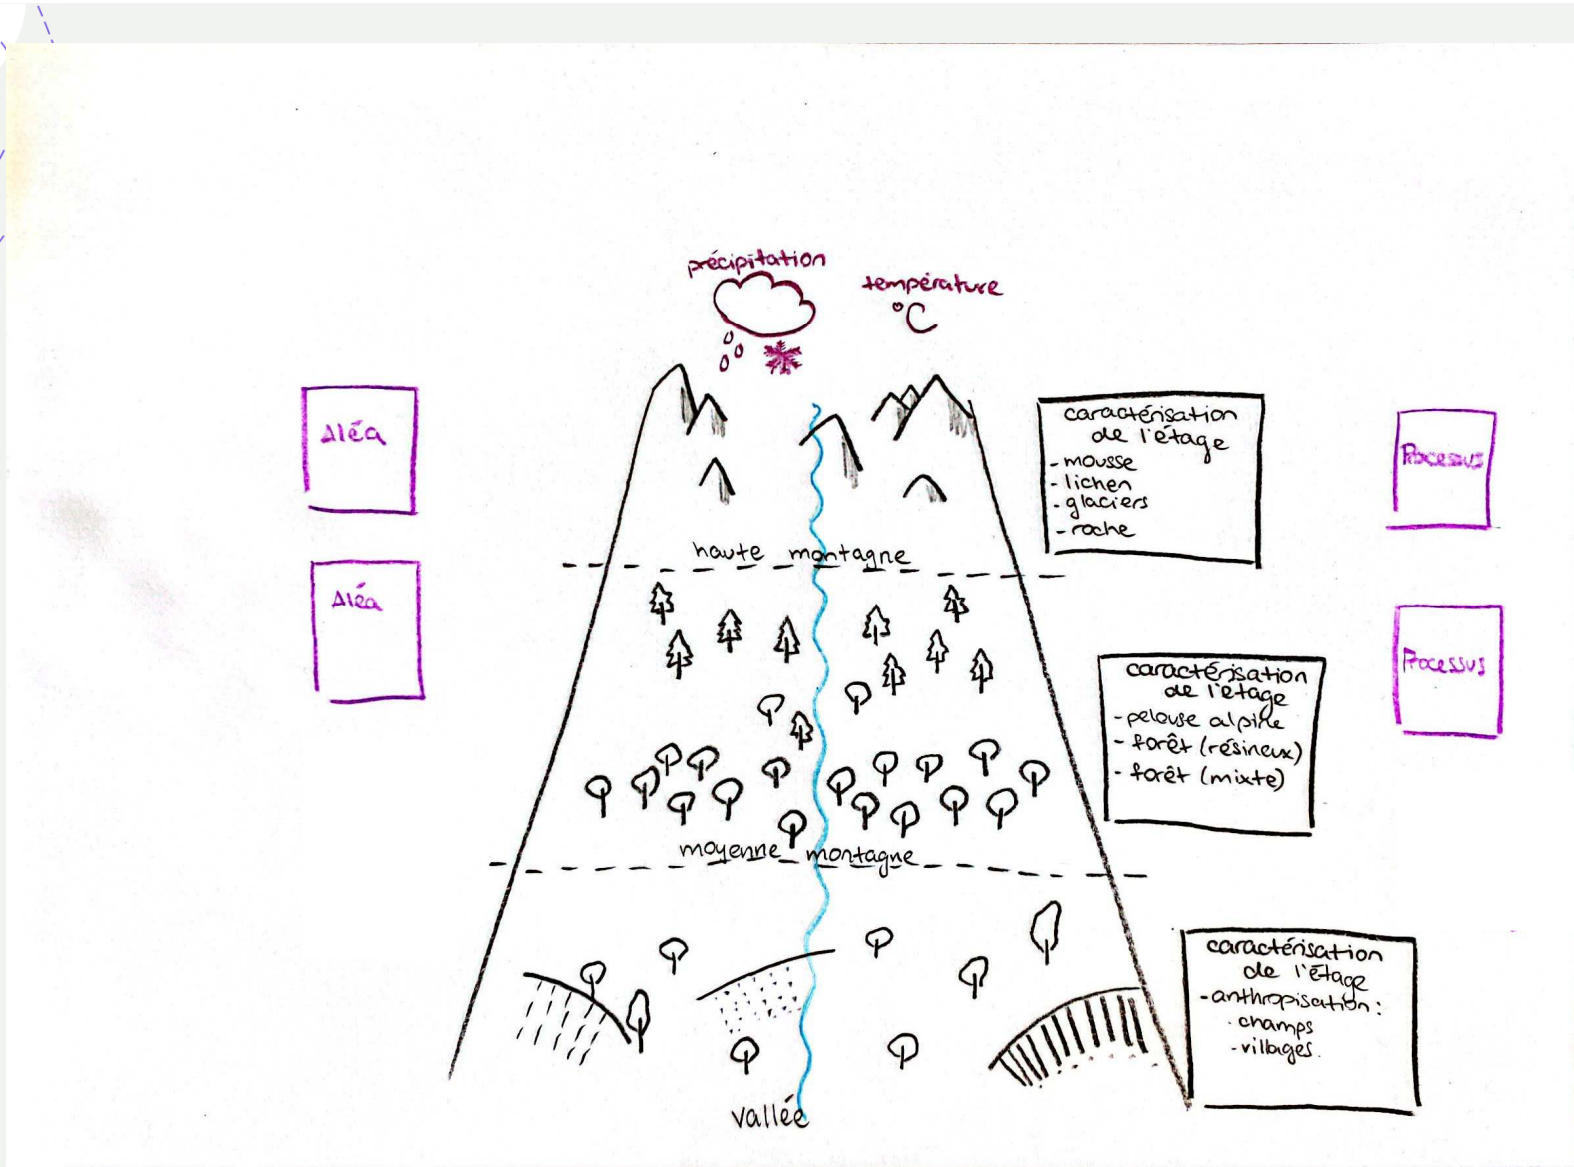 précipitation
température
°C
Aléa
Aléa
caractérisation
de l'étage
- mousse
- lichen
- glaciers
- roche
Processus
haute montagne
caractérisation
de l'étage
- pelouse alpine
- forêt (résineux)
- forêt (mixte)
Processus
moyenne montagne
caractérisation
de l'étage
- anthropisation :
- champs
- villages.
vallée